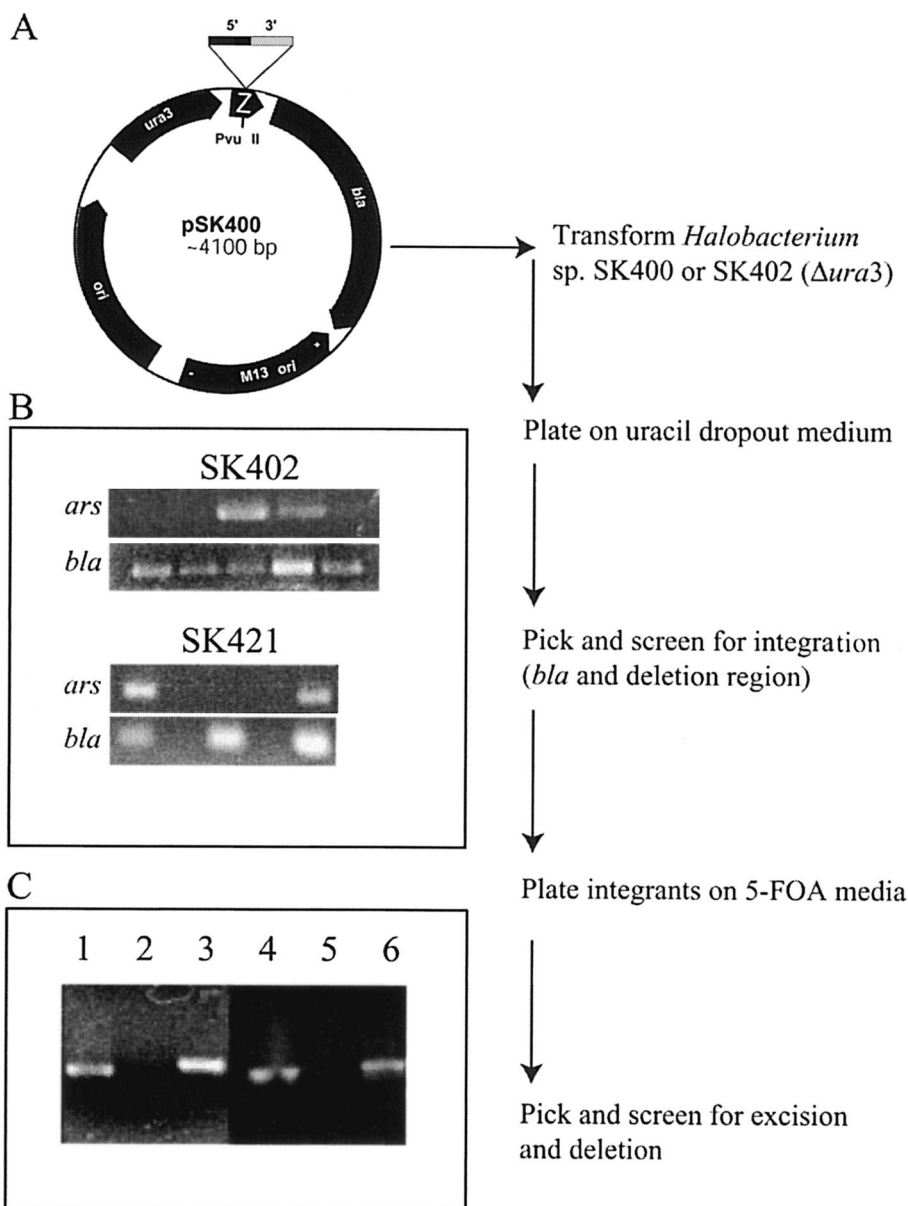 A
5' 3'
ura3
Z
Pvu II
bla
pSK400
~4100 bp
ori
- M13 ori +
Transform Halobacterium
sp. SK400 or SK402 (Δura3)
Plate on uracil dropout medium
B
SK402
ars
bla
SK421
ars
bla
Pick and screen for integration
(bla and deletion region)
Plate integrants on 5-FOA media
C
1 2 3 4 5 6
Pick and screen for excision
and deletion